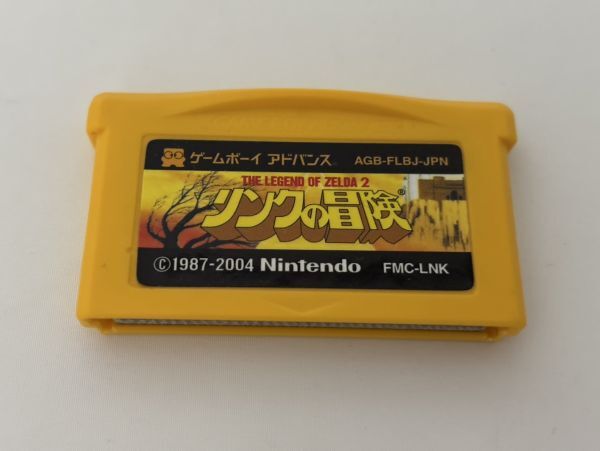 ゲームボーイ アドバンス AGB-FLBJ-JPN
THE LEGEND OF ZELDA 2
リンクの冒険®
©1987-2004 Nintendo FMC-LNK